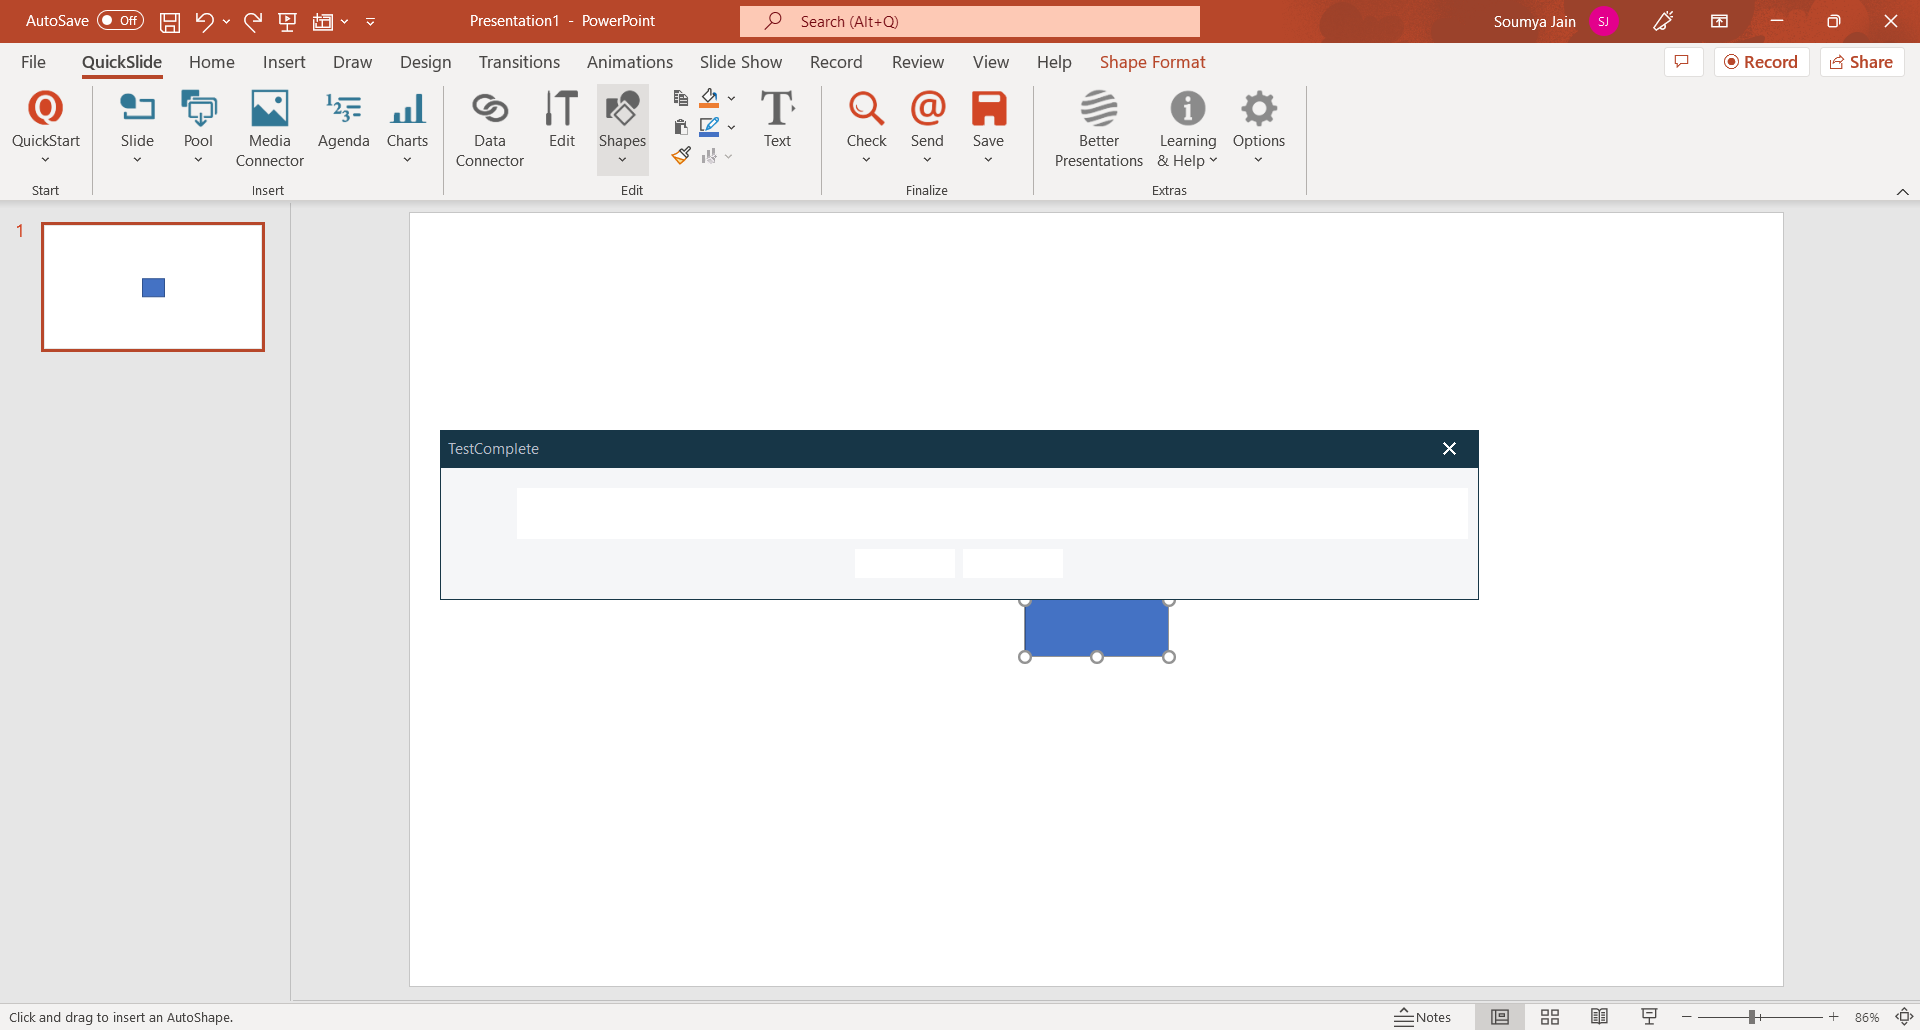 AutoSave Off
Presentation1 - PowerPoint
Search (Alt+Q)
Soumya Jain SJ
File QuickSlide Home Insert Draw Design Transitions Animations Slide Show Record Review View Help Shape Format
Record Share
QuickStart
Start
Slide
Pool
Media
Connector
Agenda
Charts
Insert
Data
Connector
Edit
Shapes
Text
Edit
Check
Send
Save
Finalize
Better
Presentations
Learning
& Help
Options
Extras
1
TestComplete
Click and drag to insert an AutoShape.
Notes
86%